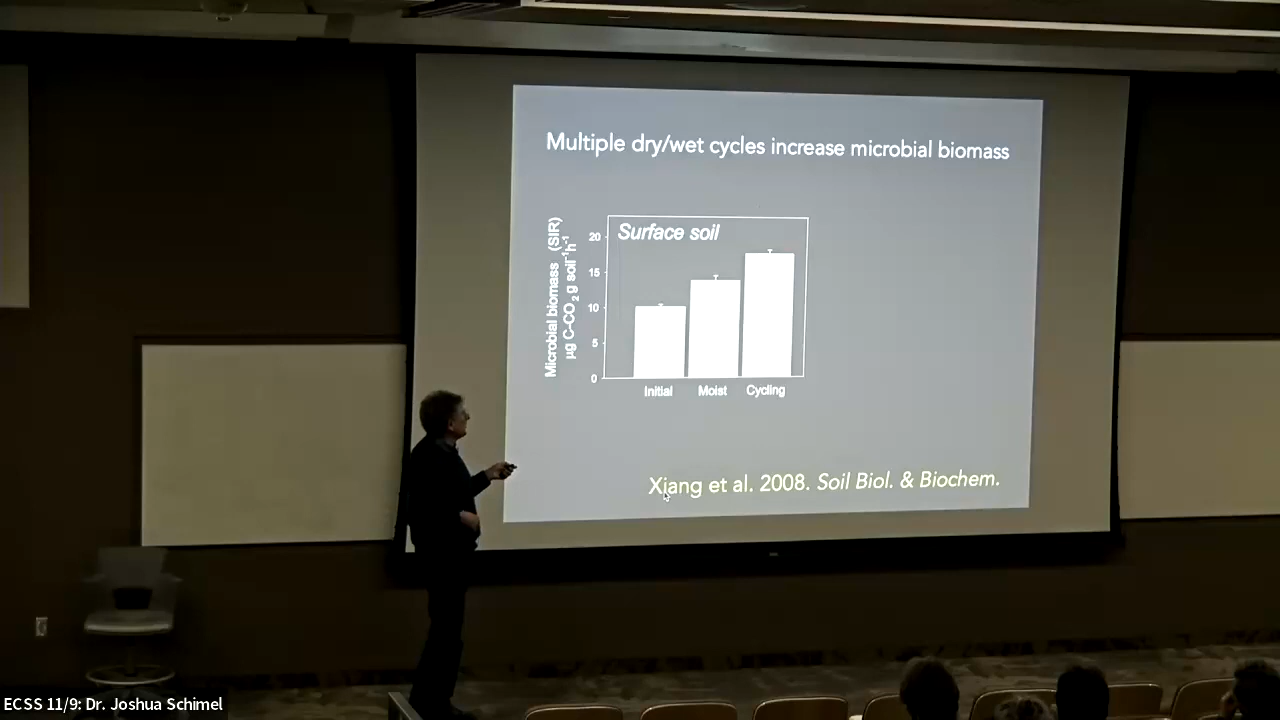 Multiple dry/wet cycles increase microbial biomass
Surface soil
Microbial biomass (SIR)
µg C-CO2 g soil-1h-1
20
15
10
5
0
Initial Moist Cycling
Xiang et al. 2008. Soil Biol. & Biochem.
ECSS 11/9: Dr. Joshua Schimel